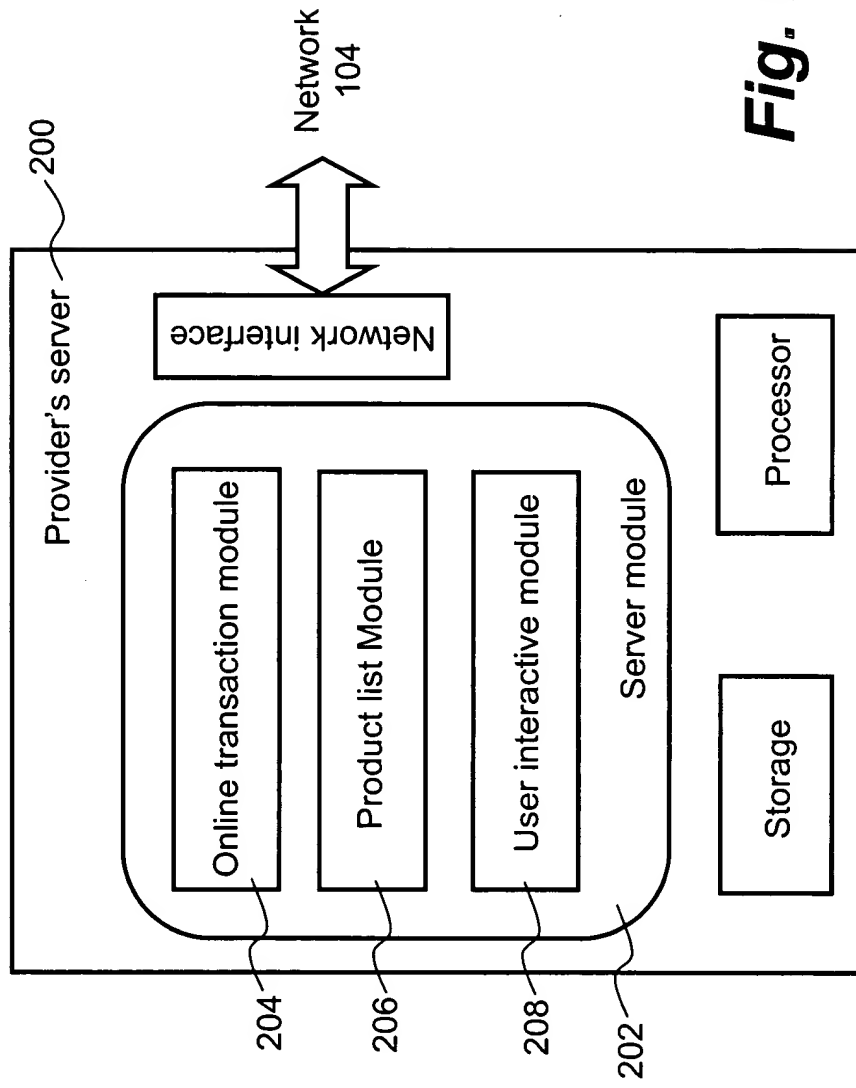 Provider's server
200
Network
104
Network interface
Online transaction module
204
Product list Module
206
User interactive module
208
Server module
202
Storage
Processor
Fig.